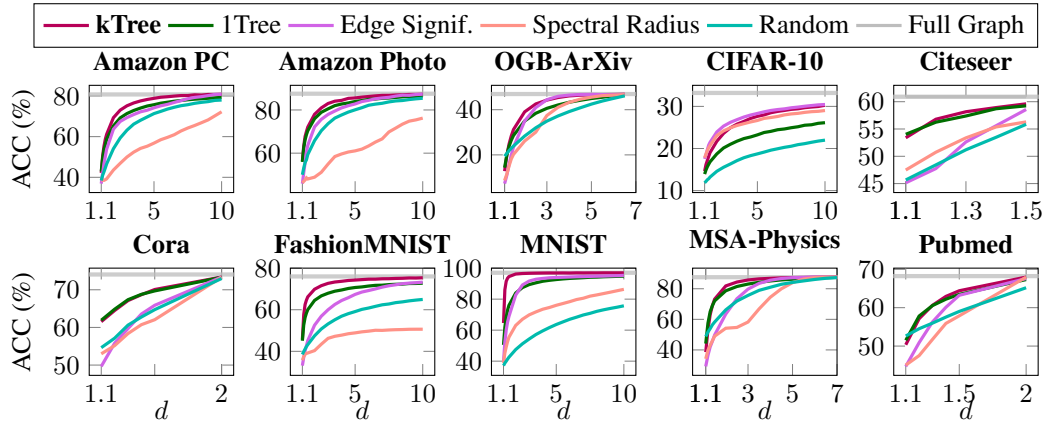 kTree 1Tree Edge Signif. Spectral Radius Random Full Graph
Amazon PC Amazon Photo OGB-ArXiv CIFAR-10 Citeseer
ACC (%)
80
60
40
1.1 5 10
80
60
1.1 5 10
40
20
1.1 3 5 7
30
20
10
1.1 5 10
60
55
50
45
1.1 1.3 1.5
Cora FashionMNIST MNIST MSA-Physics Pubmed
ACC (%)
70
60
50
1.1 2
d
80
60
40
1.1 5 10
d
100
80
60
40
1.1 5 10
d
80
60
40
1.1 3 5 7
d
70
60
50
1.1 1.5 2
d